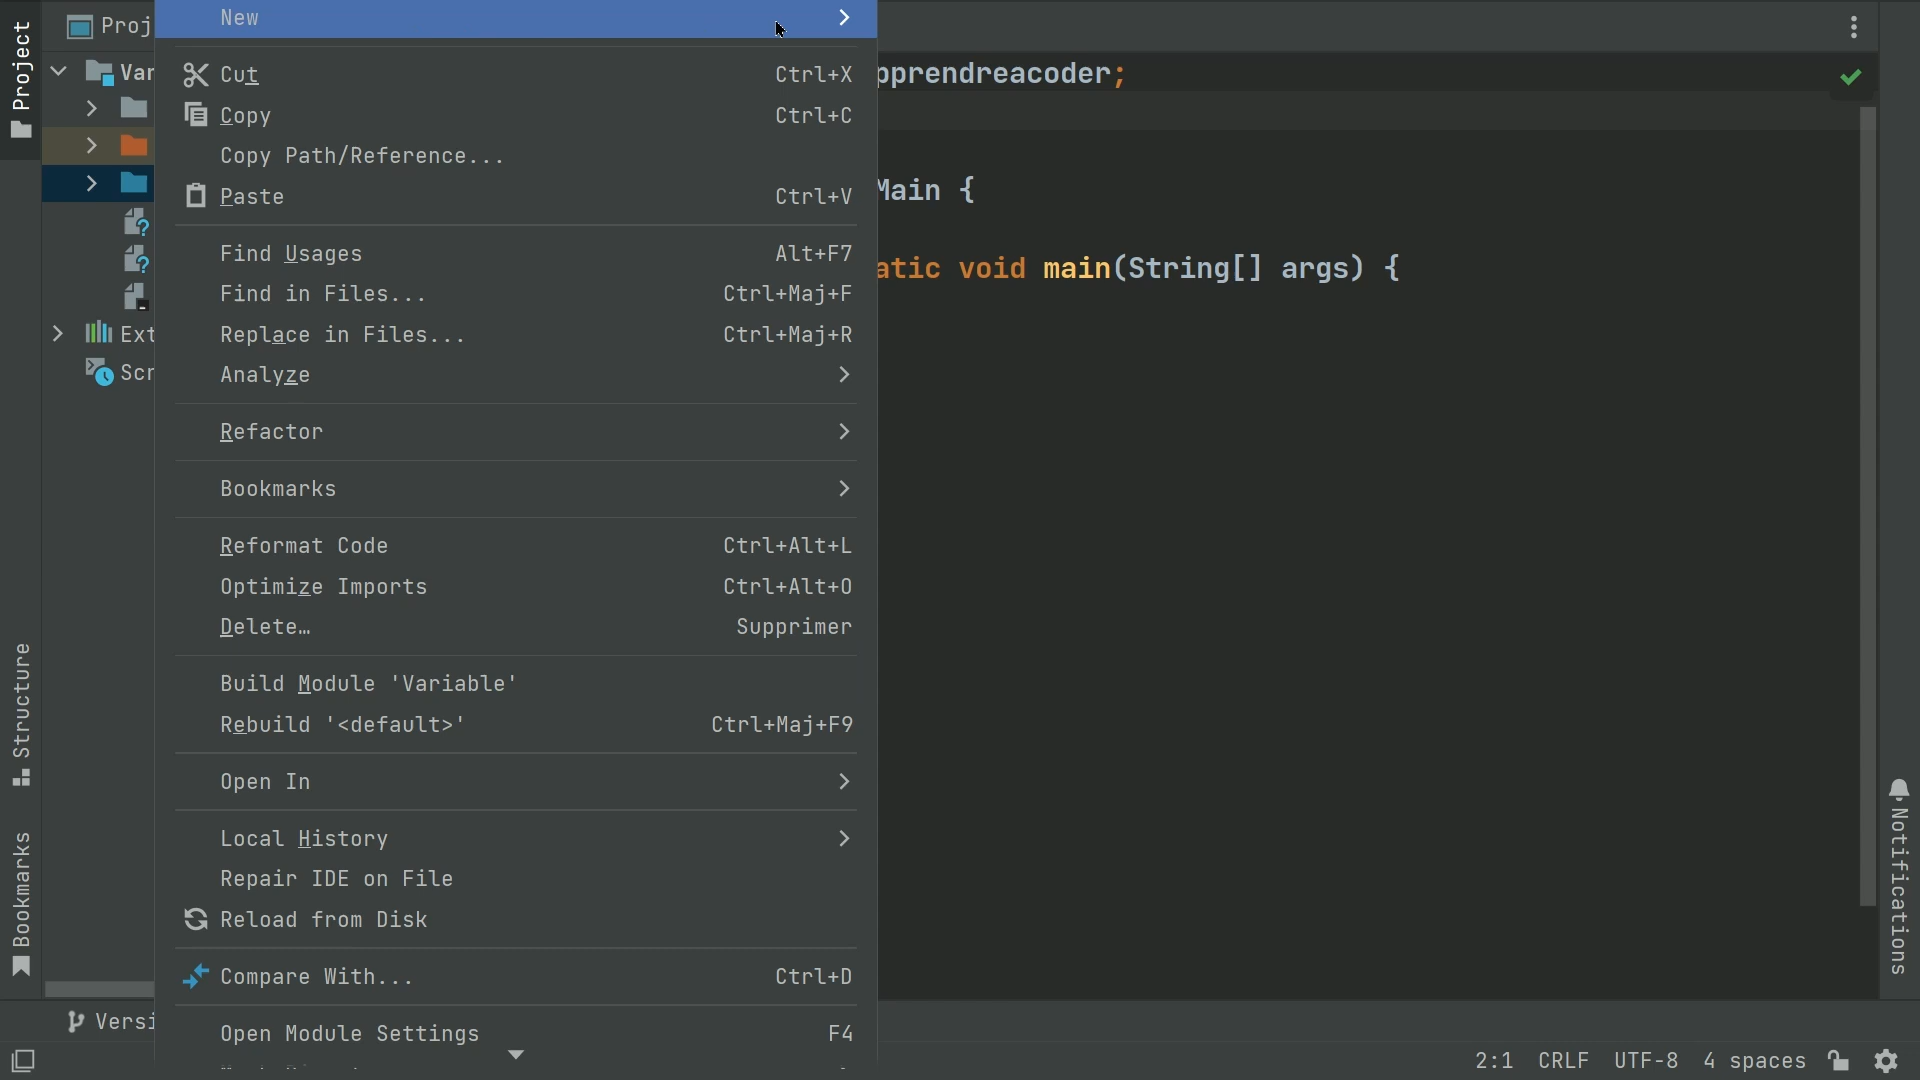 Project
Proj
New
Var
Cut Ctrl+X
pprendreacoder;
Copy Ctrl+C
Copy Path/Reference...
Paste Ctrl+V
Main {
Find Usages Alt+F7
atic void main(String[] args) {
Find in Files... Ctrl+Maj+F
Replace in Files... Ctrl+Maj+R
Ext
Analyze
Scr
Refactor
Bookmarks
Reformat Code Ctrl+Alt+L
Optimize Imports Ctrl+Alt+O
Delete… Supprimer
Structure
Build Module 'Variable'
Rebuild '<default>' Ctrl+Maj+F9
Open In
Local History
Repair IDE on File
Reload from Disk
Bookmarks
Notifications
Compare With... Ctrl+D
Versi
Open Module Settings F4
2:1 CRLF UTF-8 4 spaces